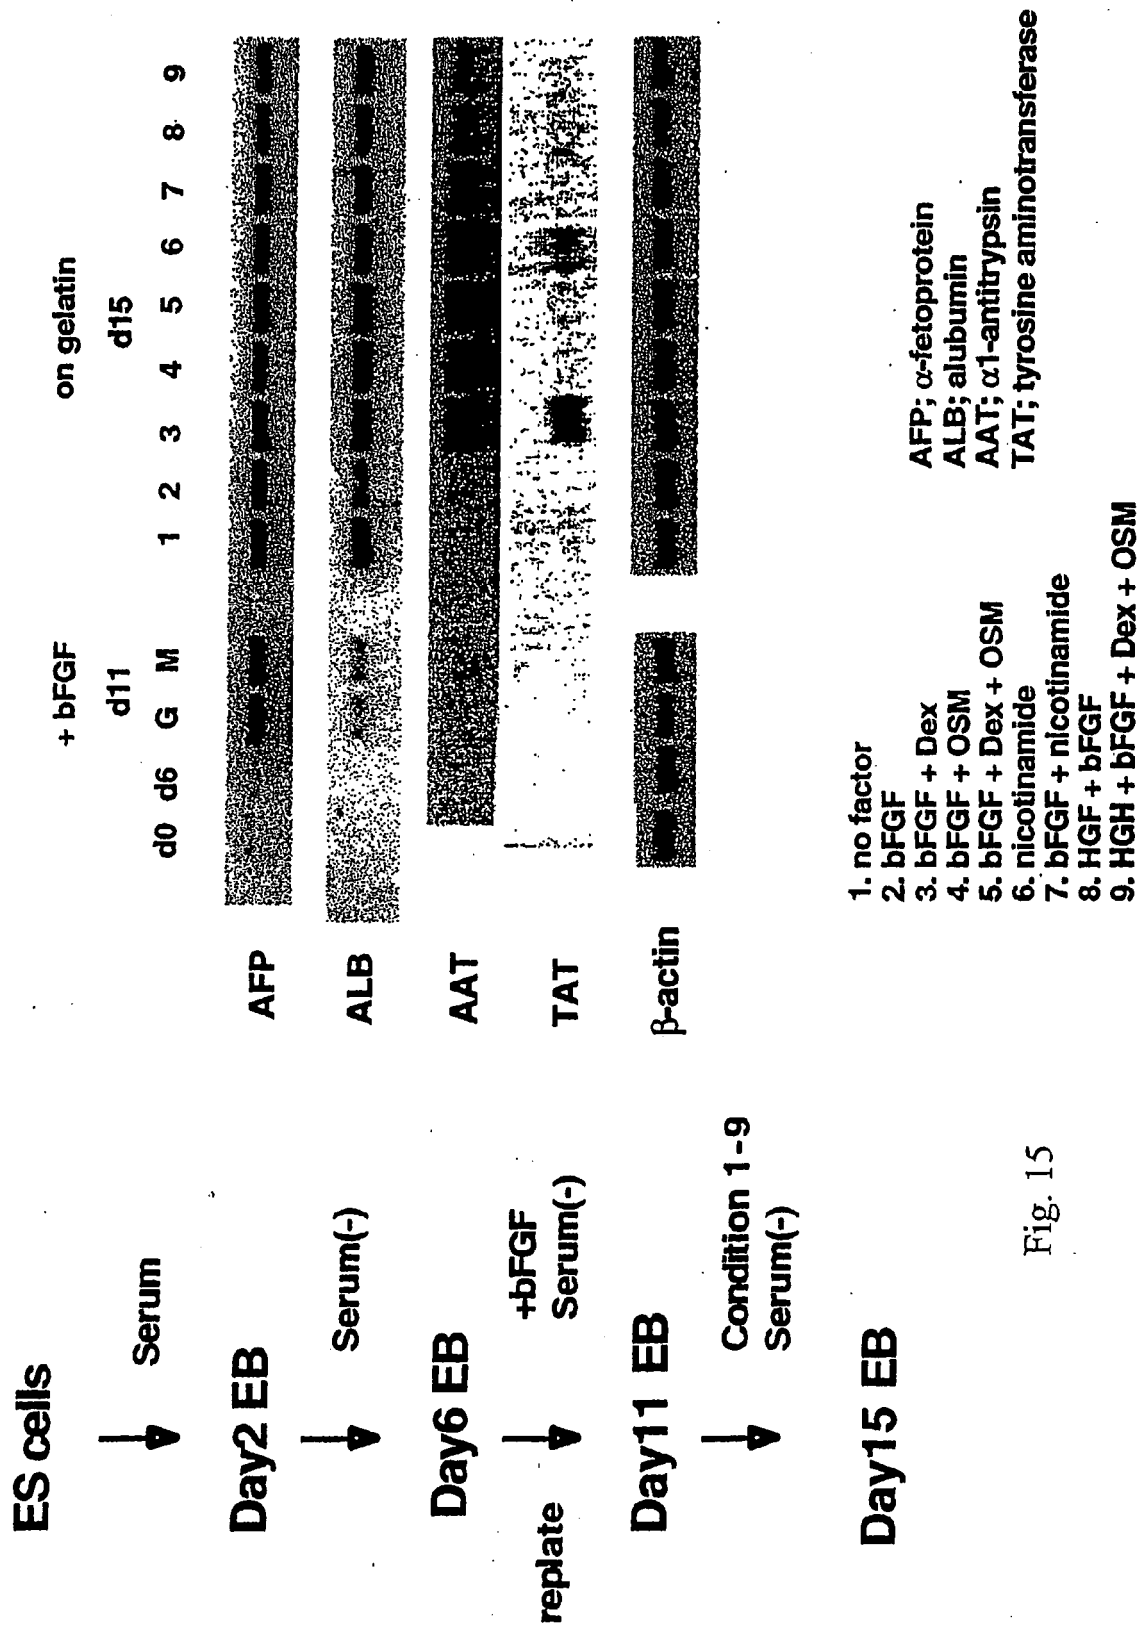 ES cells
Serum
Day2 EB
Serum(-)
Day6 EB
replate
+bFGF
Serum(-)
Day11 EB
Condition 1-9
Serum(-)
Day15 EB
+ bFGF
on gelatin
d11
d15
d0 d6 G M 1 2 3 4 5 6 7 8 9
AFP
ALB
AAT
TAT
β-actin
1. no factor
2. bFGF
3. bFGF + Dex
4. bFGF + OSM
5. bFGF + Dex + OSM
6. nicotinamide
7. bFGF + nicotinamide
8. HGF + bFGF
9. HGH + bFGF + Dex + OSM
AFP; α-fetoprotein
ALB; alubumin
AAT; α1-antitrypsin
TAT; tyrosine aminotransferase
Fig. 15